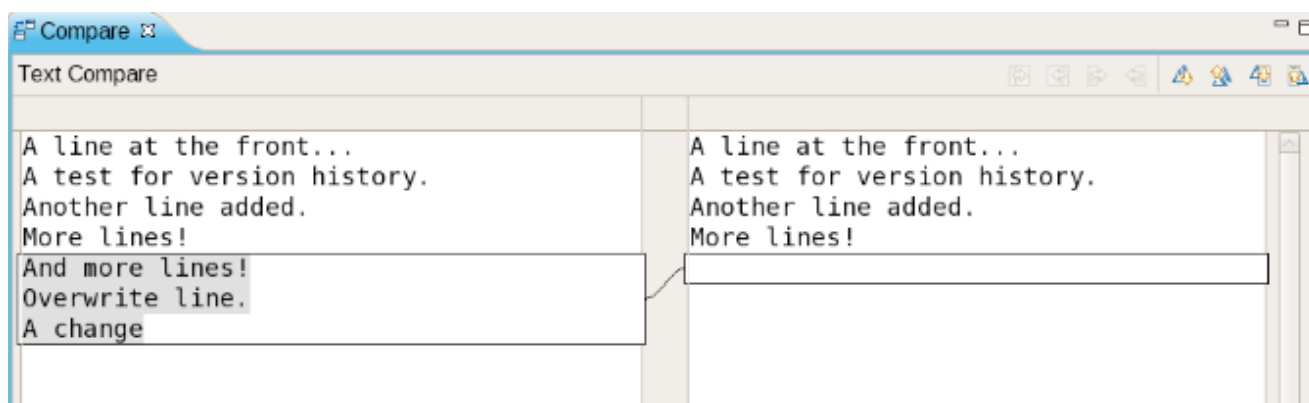 Compare
Text Compare
A line at the front...
A test for version history.
Another line added.
More lines!
And more lines!
Overwrite line.
A change
A line at the front...
A test for version history.
Another line added.
More lines!